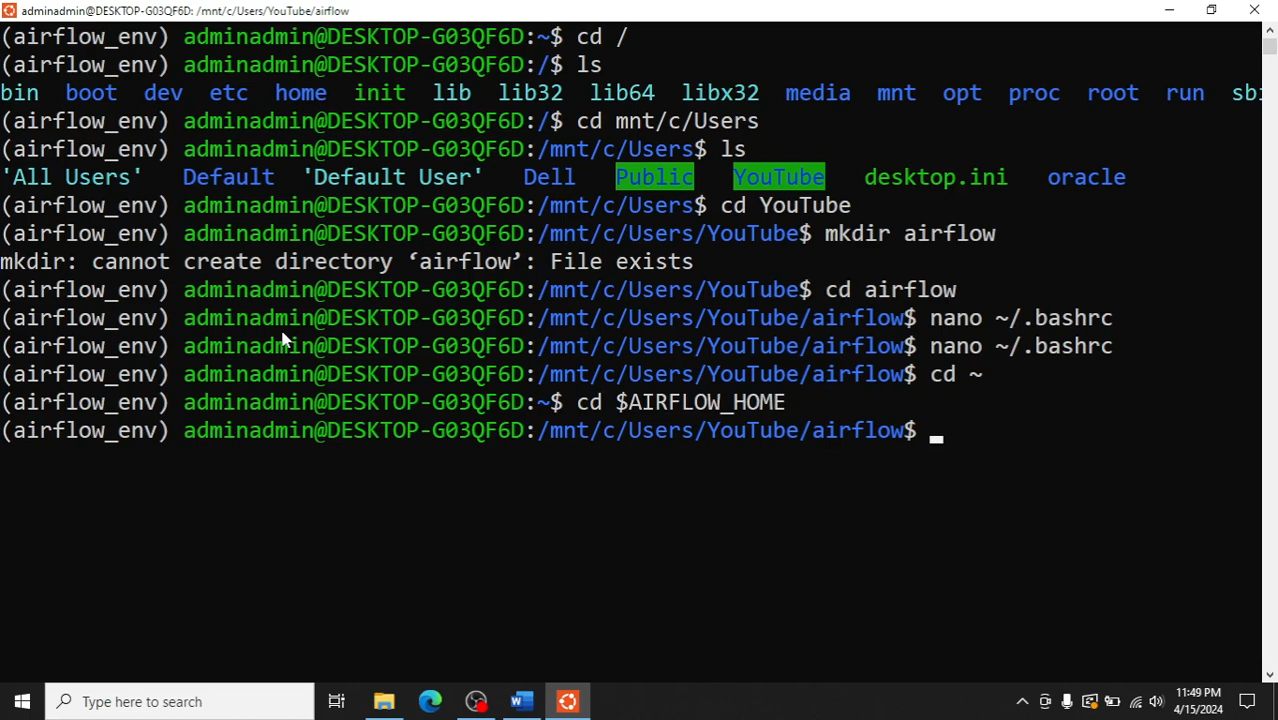 adminadmin@DESKTOP-G03QF6D: /mnt/c/Users/YouTube/airflow
(airflow_env) adminadmin@DESKTOP-G03QF6D:~$ cd /
(airflow_env) adminadmin@DESKTOP-G03QF6D:/$ ls
bin boot dev etc home init lib lib32 lib64 libx32 media mnt opt proc root run
(airflow_env) adminadmin@DESKTOP-G03QF6D:/$ cd mnt/c/Users
(airflow_env) adminadmin@DESKTOP-G03QF6D:/mnt/c/Users$ ls
'All Users' Default 'Default User' Dell Public YouTube desktop.ini oracle
(airflow_env) adminadmin@DESKTOP-G03QF6D:/mnt/c/Users$ cd YouTube
(airflow_env) adminadmin@DESKTOP-G03QF6D:/mnt/c/Users/YouTube$ mkdir airflow
mkdir: cannot create directory ‘airflow’: File exists
(airflow_env) adminadmin@DESKTOP-G03QF6D:/mnt/c/Users/YouTube$ cd airflow
(airflow_env) adminadmin@DESKTOP-G03QF6D:/mnt/c/Users/YouTube/airflow$ nano ~/.bashrc
(airflow_env) adminadmin@DESKTOP-G03QF6D:/mnt/c/Users/YouTube/airflow$ nano ~/.bashrc
(airflow_env) adminadmin@DESKTOP-G03QF6D:/mnt/c/Users/YouTube/airflow$ cd ~
(airflow_env) adminadmin@DESKTOP-G03QF6D:~$ cd $AIRFLOW_HOME
(airflow_env) adminadmin@DESKTOP-G03QF6D:/mnt/c/Users/YouTube/airflow$
Type here to search
11:49 PM
4/15/2024